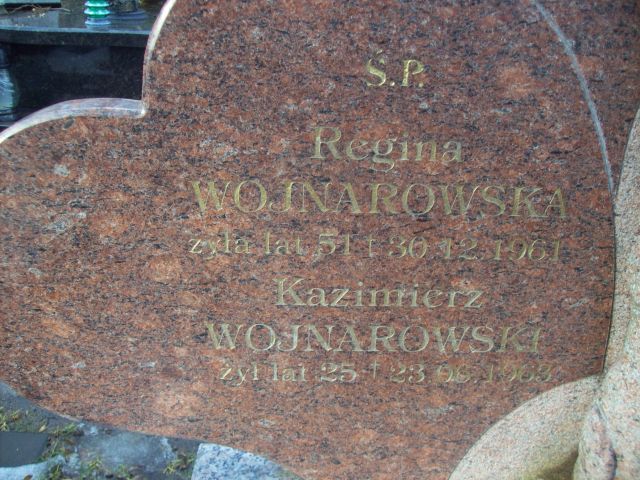 Ś.P.
Regina
WOJNAROWSKA
żyła lat 51 † 30.12.1961
Kazimierz
WOJNAROWSKI
żył lat 25 † 23.06.1963